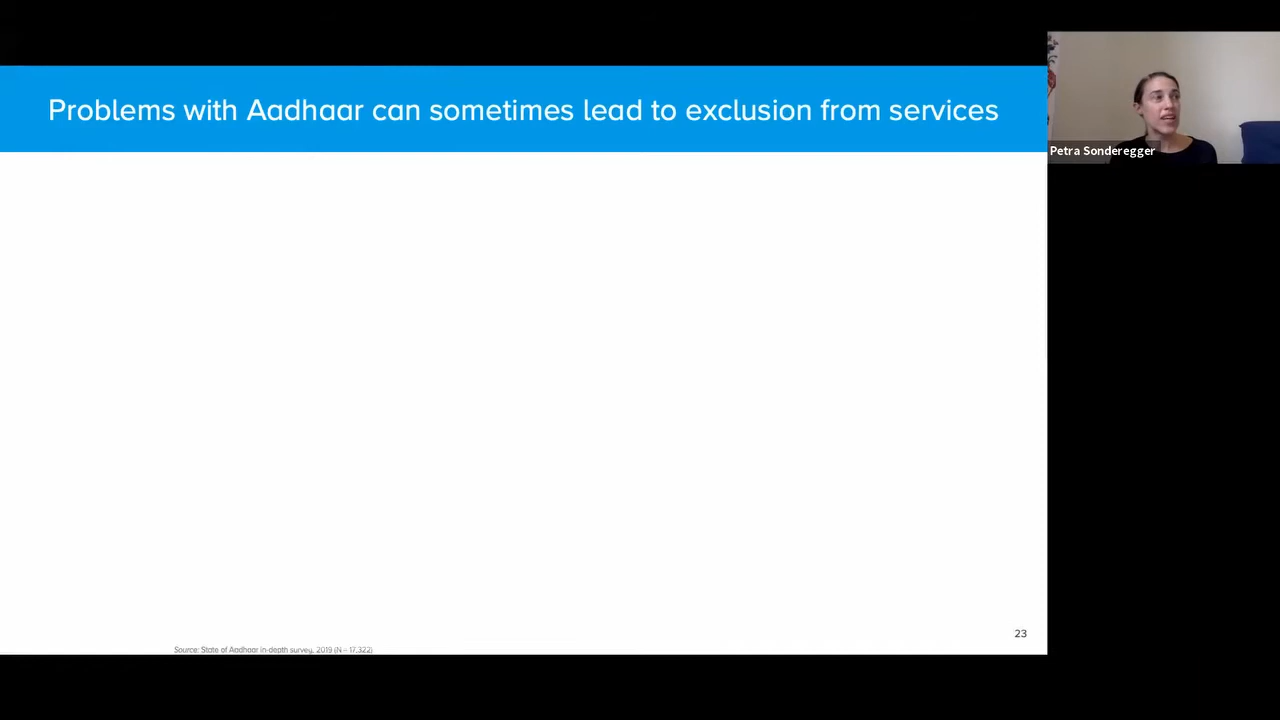 Problems with Aadhaar can sometimes lead to exclusion from services
Petra Sonderegger
23
Source: State of Aadhaar in-depth survey, 2019 (N – 17,322)